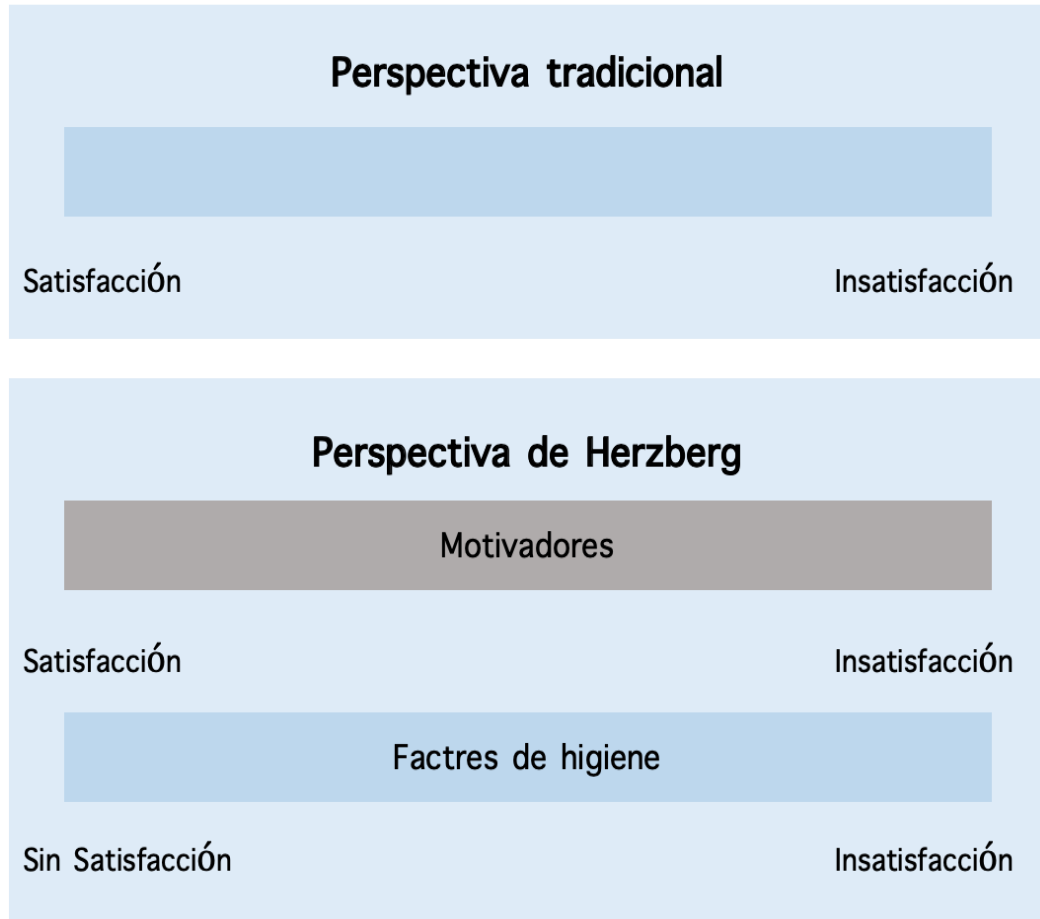 Perspectiva tradicional
Satisfacción Insatisfacción
Perspectiva de Herzberg
Motivadores
Satisfacción Insatisfacción
Factres de higiene
Sin Satisfacción Insatisfacción